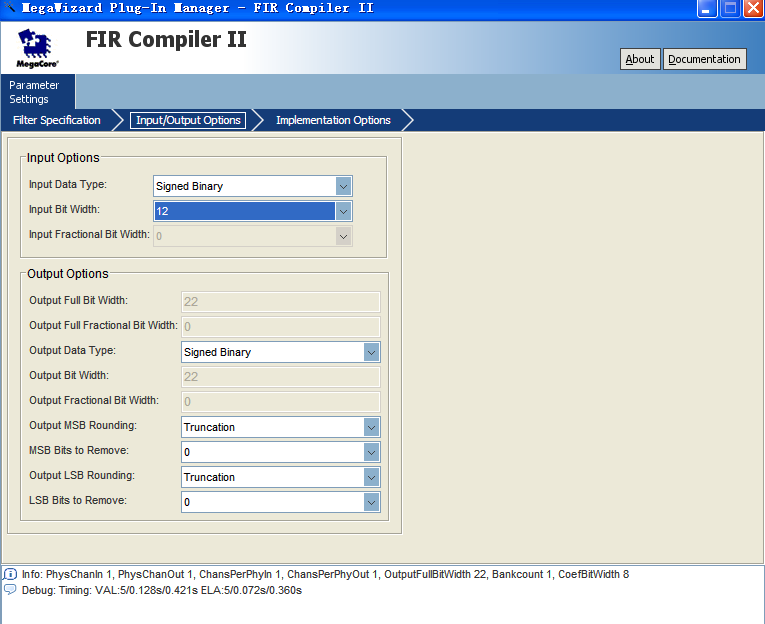 MegaWizard Plug-In Manager - FIR Compiler II
FIR Compiler II
MegaCore®
About Documentation
Parameter
Settings
Filter Specification Input/Output Options Implementation Options
Input Options
Input Data Type: Signed Binary
Input Bit Width: 12
Input Fractional Bit Width: 0
Output Options
Output Full Bit Width: 22
Output Full Fractional Bit Width: 0
Output Data Type: Signed Binary
Output Bit Width: 22
Output Fractional Bit Width: 0
Output MSB Rounding: Truncation
MSB Bits to Remove: 0
Output LSB Rounding: Truncation
LSB Bits to Remove: 0
Info: PhysChanIn 1, PhysChanOut 1, ChansPerPhyIn 1, ChansPerPhyOut 1, OutputFullBitWidth 22, Bankcount 1, CoefBitWidth 8
Debug: Timing: VAL:5/0.128s/0.421s ELA:5/0.072s/0.360s